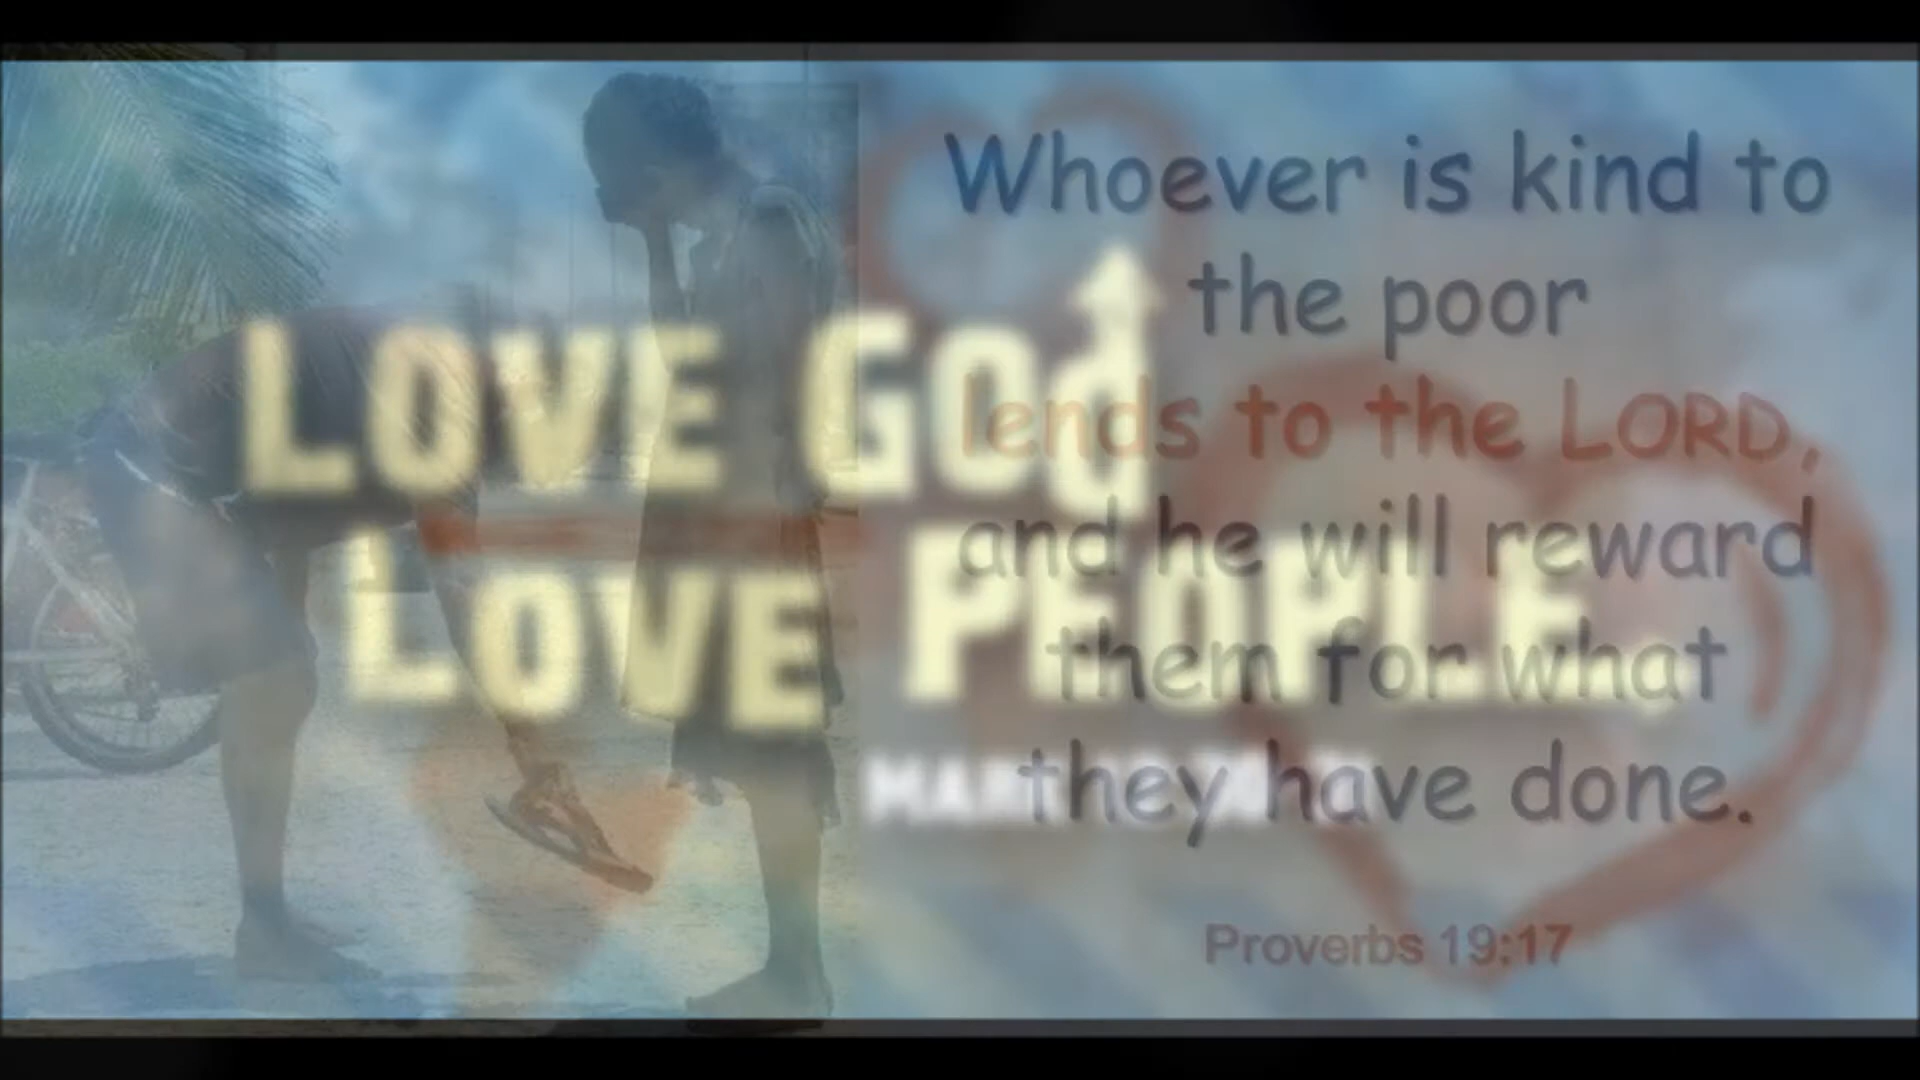 Whoever is kind to
the poor
lends to the LORD,
and he will reward
them for what
they have done.
Proverbs 19:17
LOVE GOd
LOVE PEOPLE.